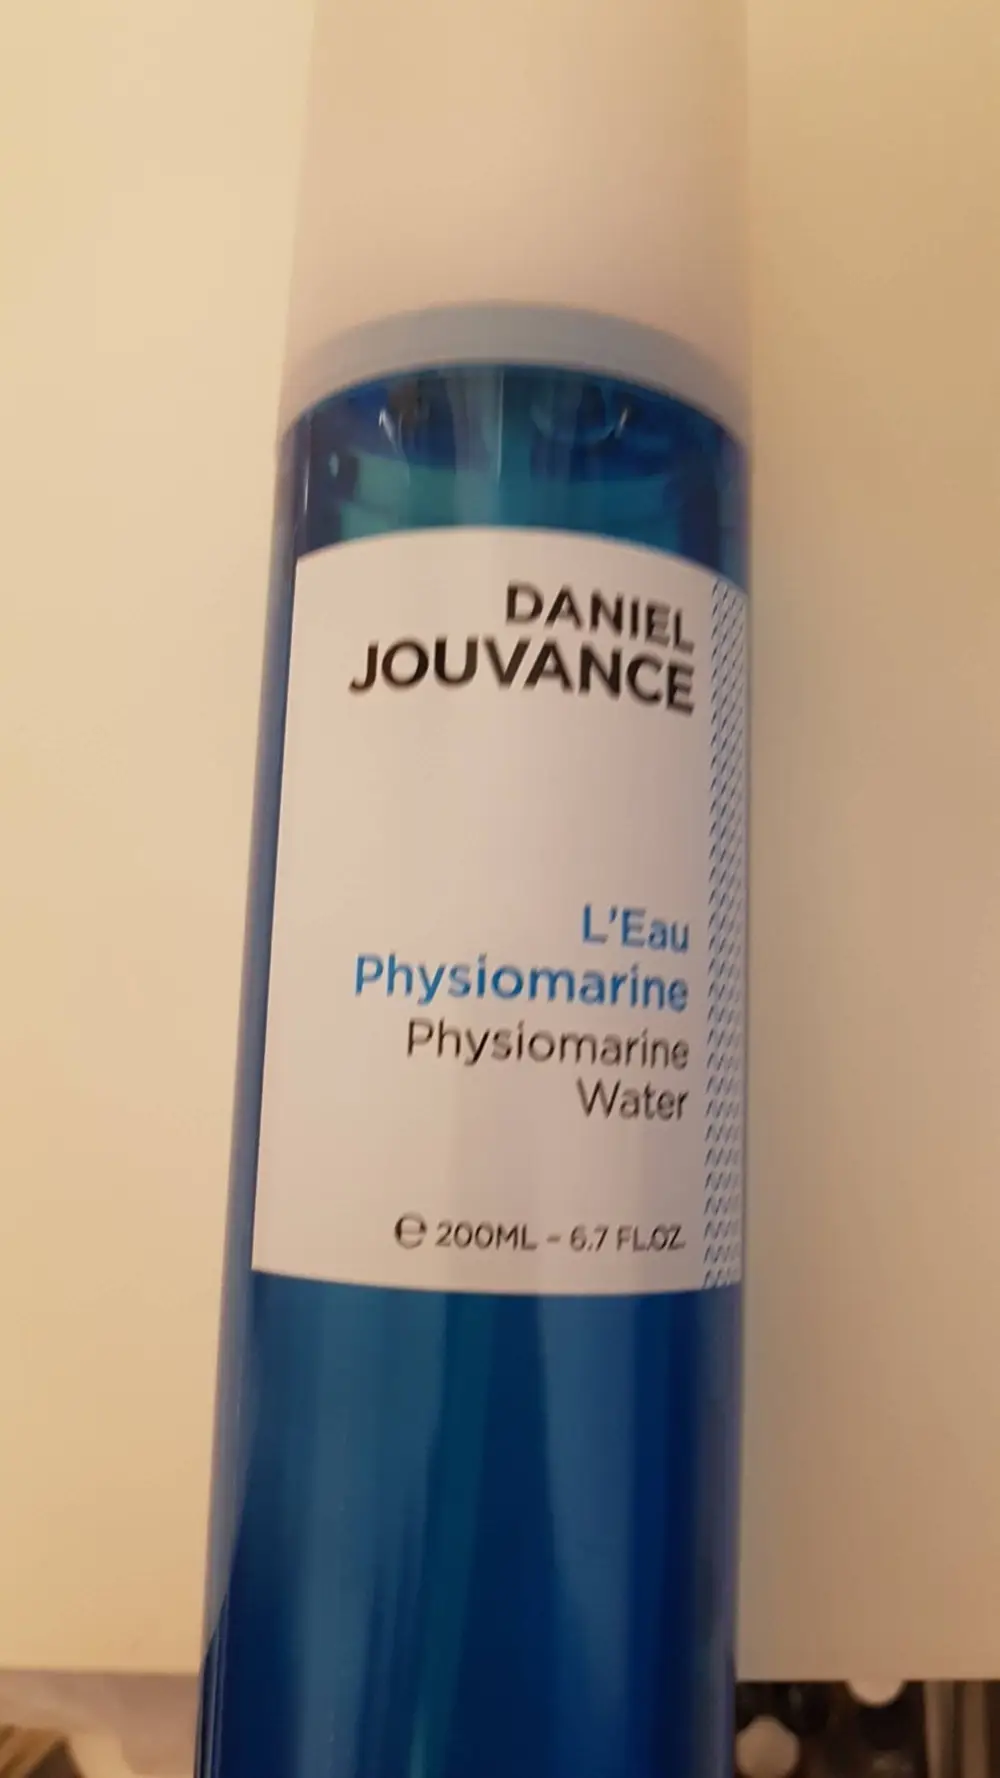 DANIEL
JOUVANCE
L'Eau
Physiomarine
Physiomarine
Water
℮ 200ML - 6.7 FL.OZ.